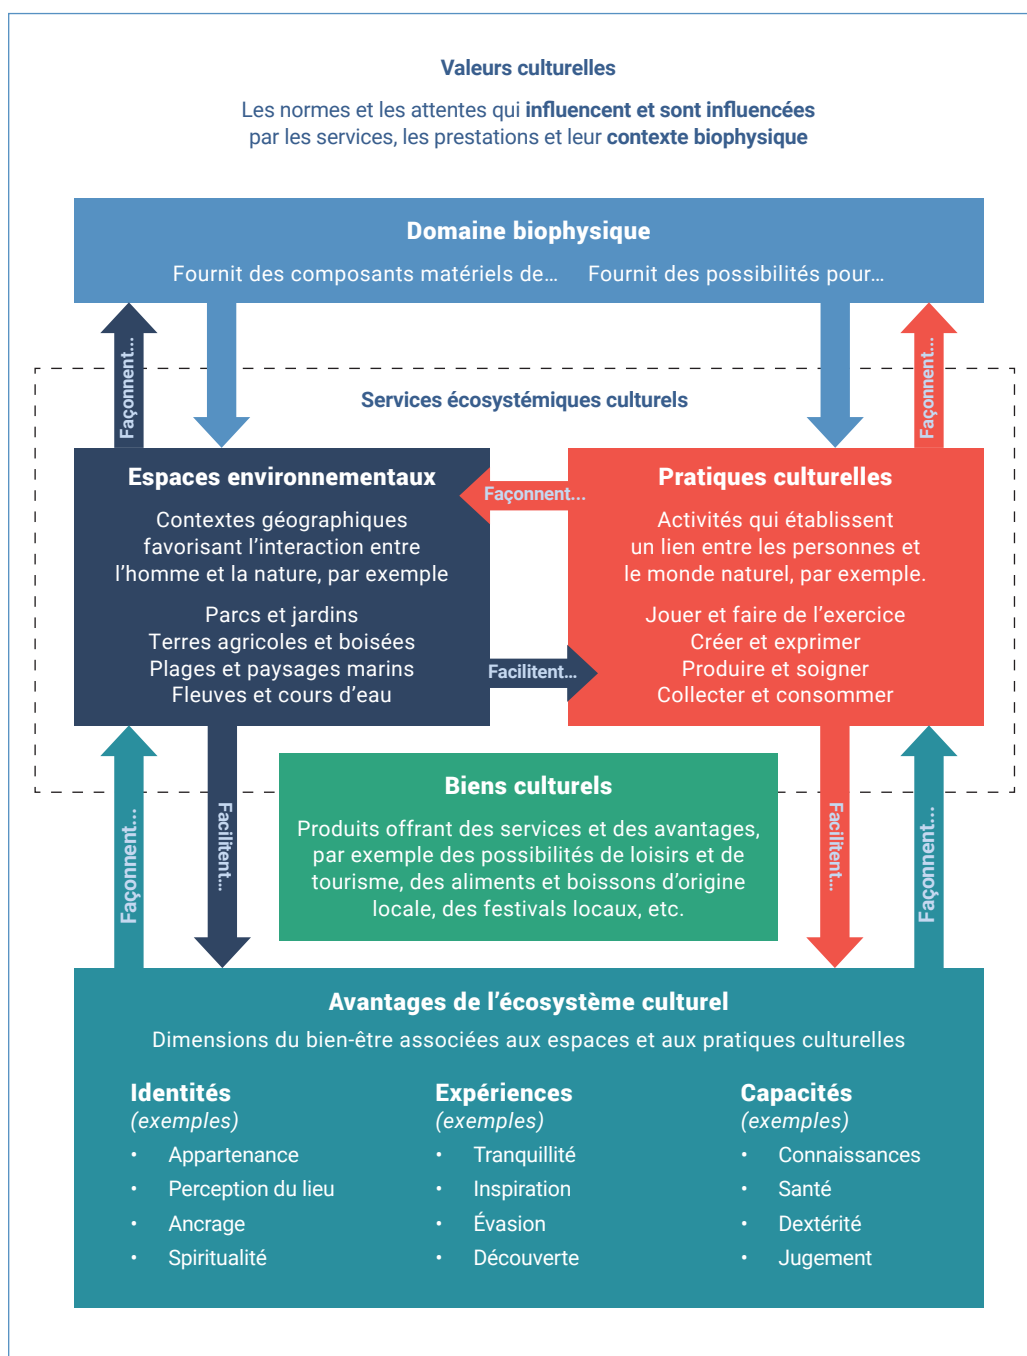 Valeurs culturelles
Les normes et les attentes qui influencent et sont influencées
par les services, les prestations et leur contexte biophysique
Domaine biophysique
Fournit des composants matériels de…
Fournit des possibilités pour…
Façonnent...
Façonnent...
Services écosystémiques culturels
Espaces environnementaux
Contextes géographiques
favorisant l’interaction entre
l’homme et la nature, par exemple
Parcs et jardins
Terres agricoles et boisées
Plages et paysages marins
Fleuves et cours d’eau
Façonnent...
Facilitent…
Pratiques culturelles
Activités qui établissent
un lien entre les personnes et
le monde naturel, par exemple.
Jouer et faire de l’exercice
Créer et exprimer
Produire et soigner
Collecter et consommer
Façonnent...
Facilitent...
Biens culturels
Produits offrant des services et des avantages,
par exemple des possibilités de loisirs et de
tourisme, des aliments et boissons d’origine
locale, des festivals locaux, etc.
Facilitent...
Façonnent...
Avantages de l’écosystème culturel
Dimensions du bien-être associées aux espaces et aux pratiques culturelles
Identités
(exemples)
• Appartenance
• Perception du lieu
• Ancrage
• Spiritualité
Expériences
(exemples)
• Tranquillité
• Inspiration
• Évasion
• Découverte
Capacités
(exemples)
• Connaissances
• Santé
• Dextérité
• Jugement